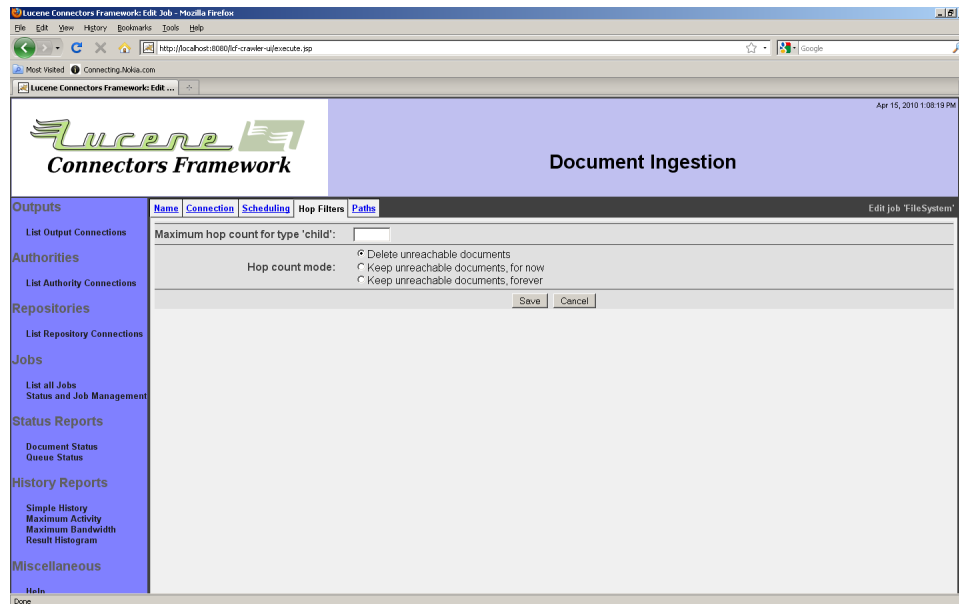 Lucene Connectors Framework: Edit Job - Mozilla Firefox
File Edit View History Bookmarks Tools Help
http://localhost:8080/lcf-crawler-ui/execute.jsp
Google
Most Visited Connecting.Nokia.com
Lucene Connectors Framework: Edit ...
Apr 15, 2010 1:08:19 PM
Lucene
Connectors Framework
Document Ingestion
Outputs
List Output Connections
Authorities
List Authority Connections
Repositories
List Repository Connections
Jobs
List all Jobs
Status and Job Management
Status Reports
Document Status
Queue Status
History Reports
Simple History
Maximum Activity
Maximum Bandwidth
Result Histogram
Miscellaneous
Help
Name Connection Scheduling Hop Filters Paths
Edit job 'FileSystem'
Maximum hop count for type 'child':
Hop count mode:
Delete unreachable documents
Keep unreachable documents, for now
Keep unreachable documents, forever
Save Cancel
Done